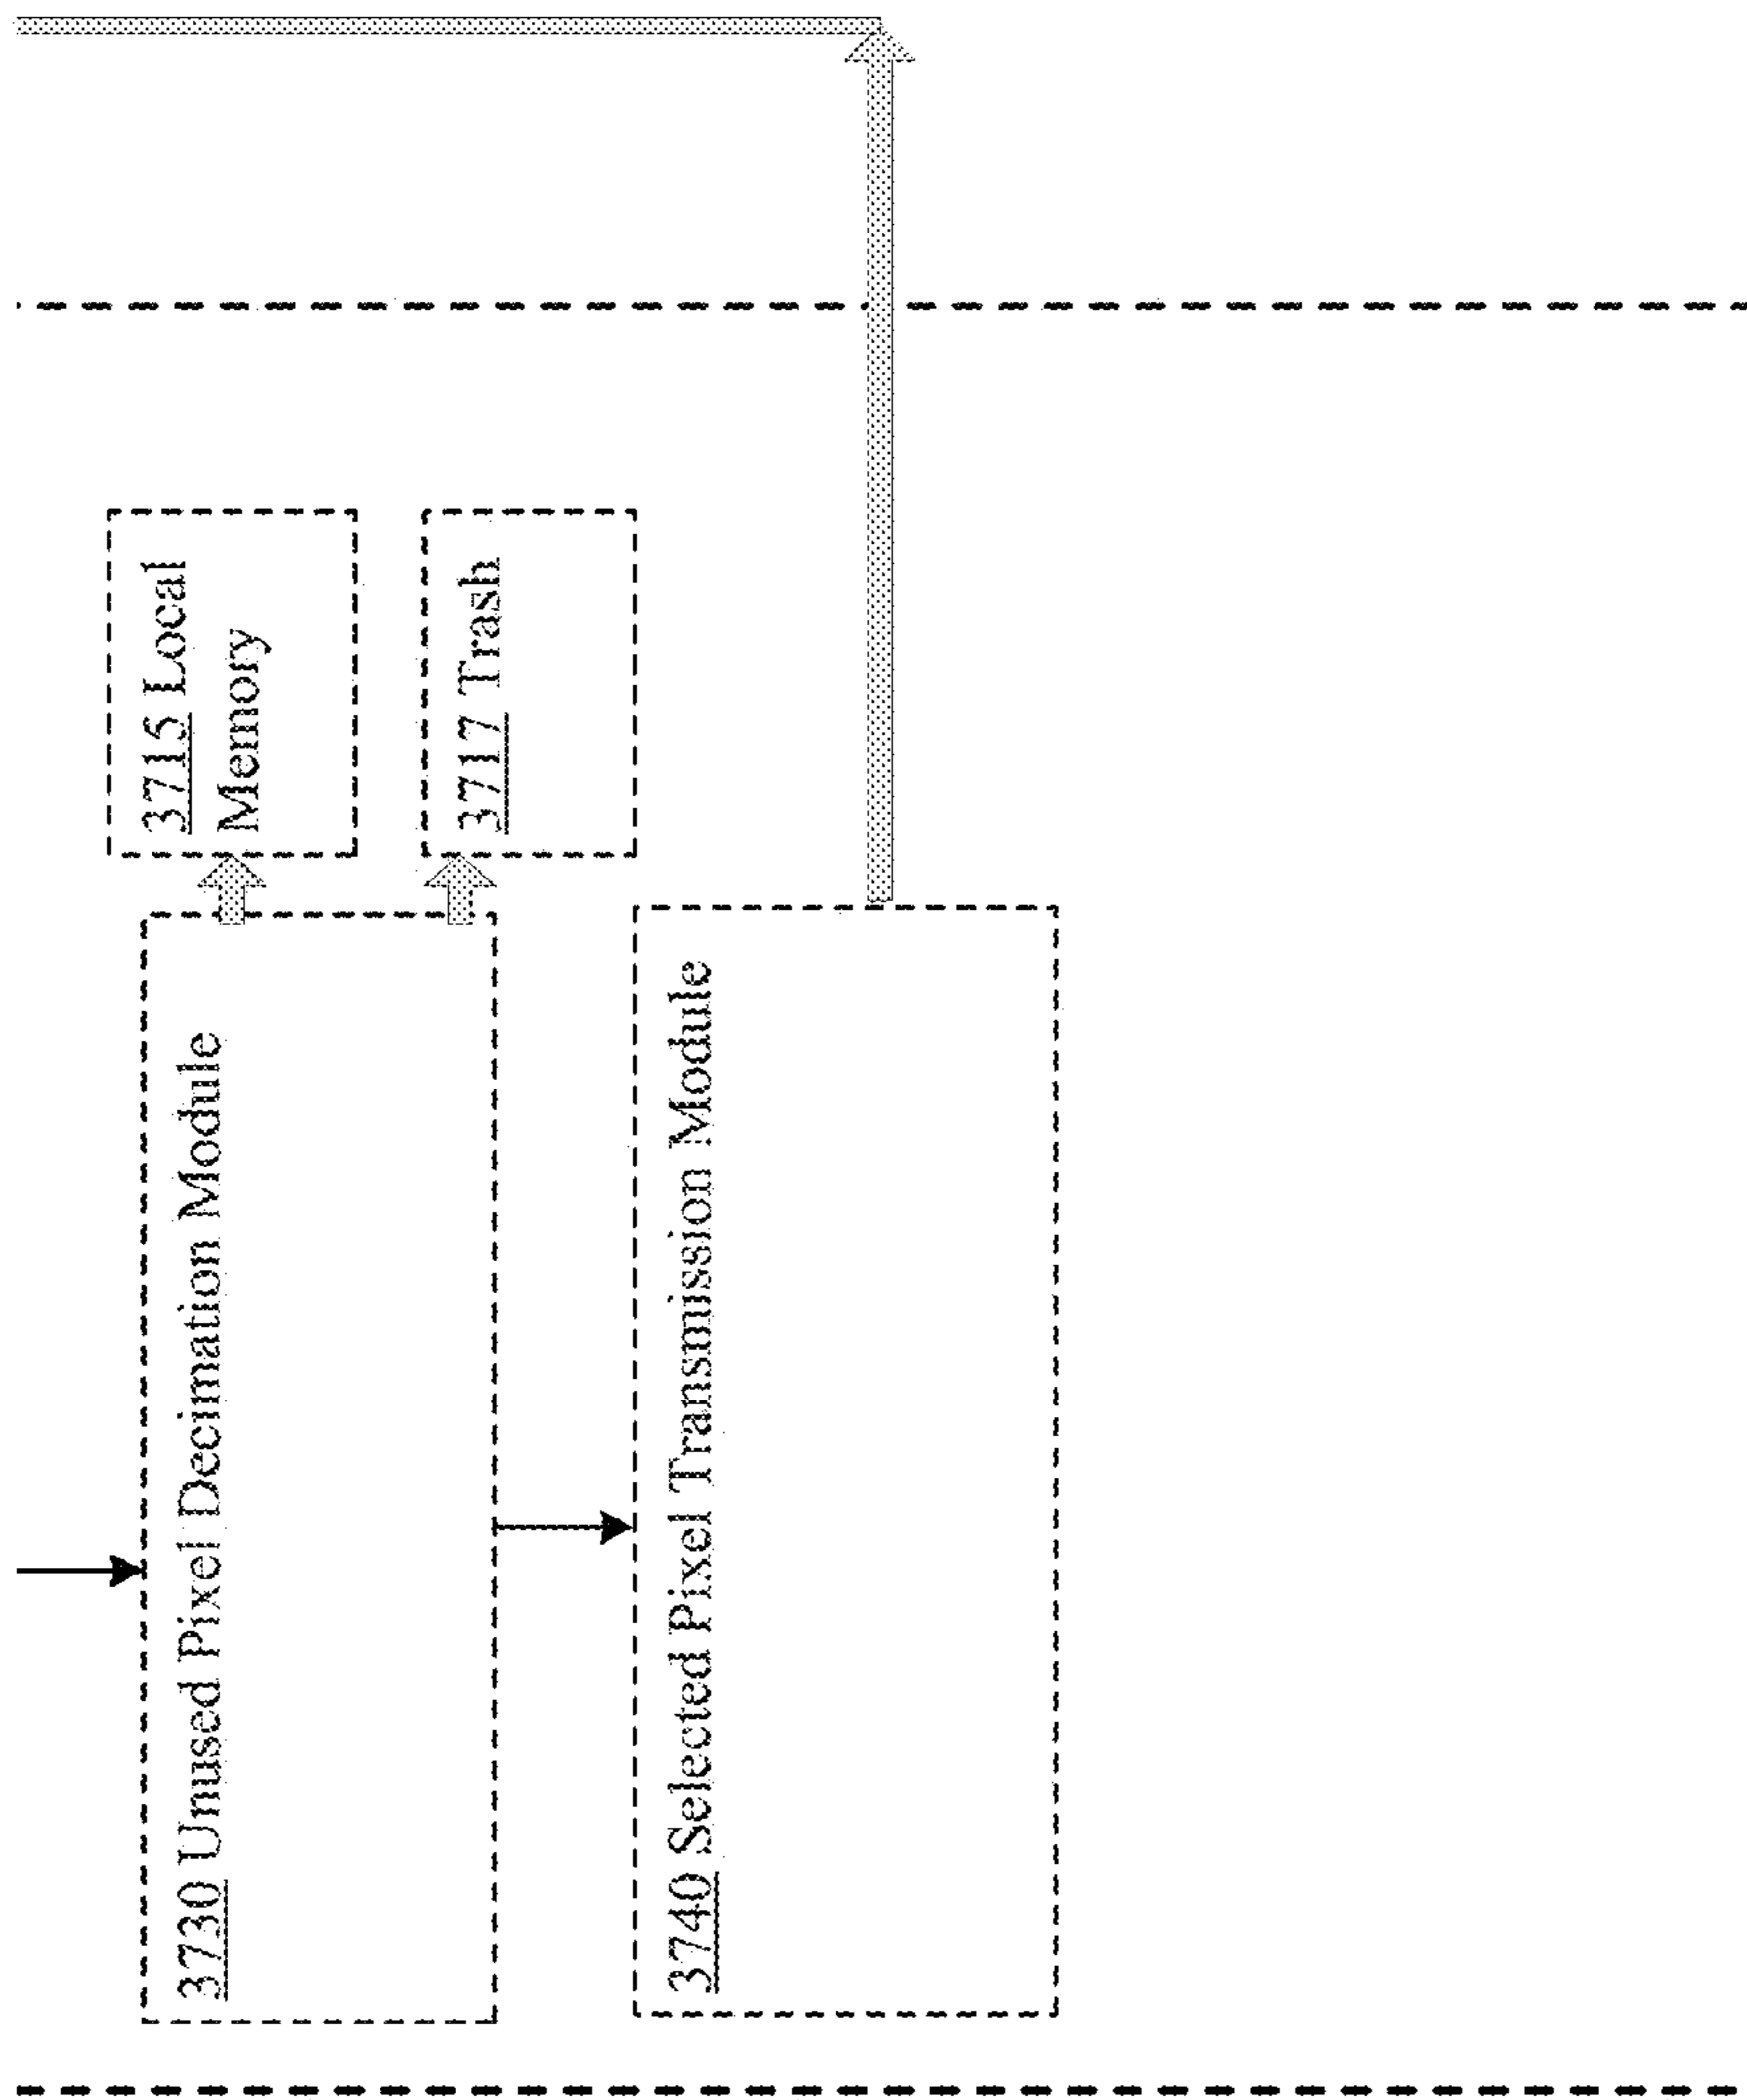 3730 Unused Pixel Decimation Module
3715 Local
Memory
3717 Trash
3740 Selected Pixel Transmission Module